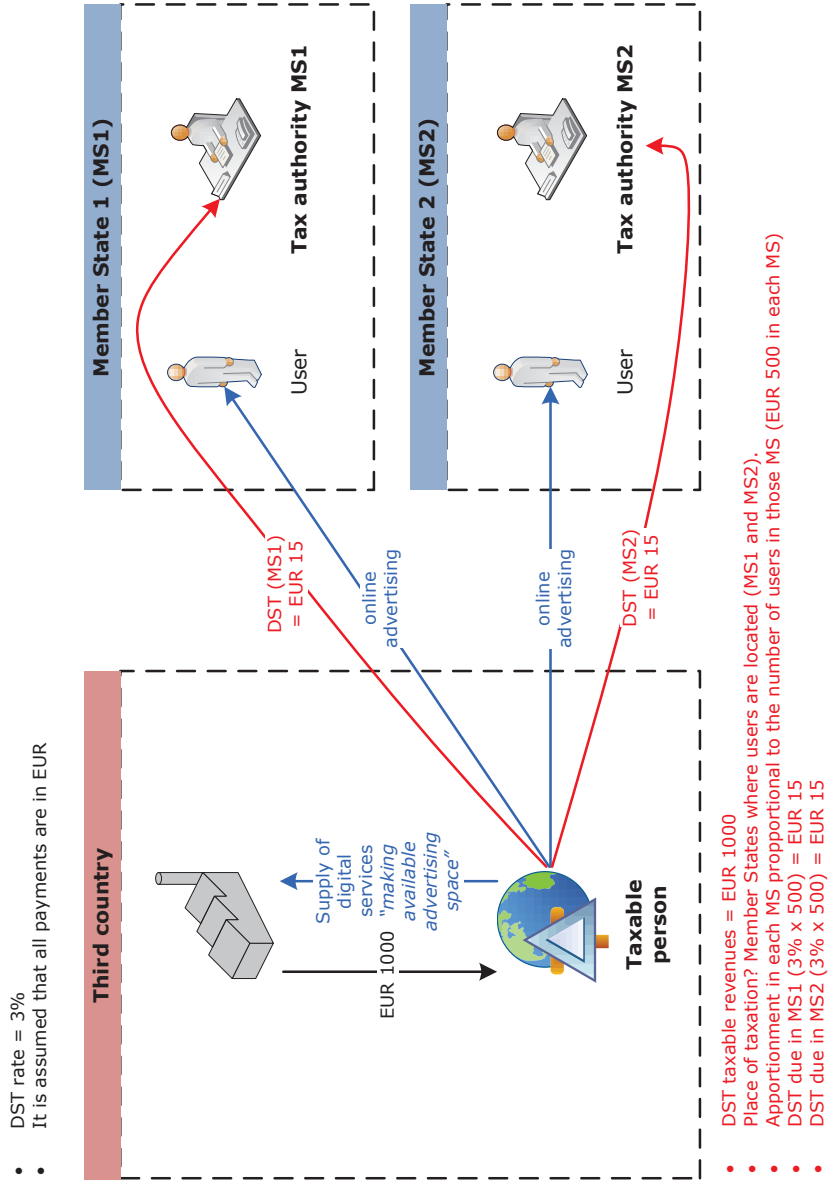 • DST rate = 3%
• It is assumed that all payments are in EUR
Third country
Supply of
digital
services
"making
available
advertising
space"
EUR 1000
Taxable
person
DST (MS1)
= EUR 15
online
advertising
online
advertising
DST (MS2)
= EUR 15
Member State 1 (MS1)
User
Tax authority MS1
Member State 2 (MS2)
User
Tax authority MS2
• DST taxable revenues = EUR 1000
• Place of taxation? Member States where users are located (MS1 and MS2).
• Apportionment in each MS propportional to the number of users in those MS (EUR 500 in each MS)
• DST due in MS1 (3% x 500) = EUR 15
• DST due in MS2 (3% x 500) = EUR 15